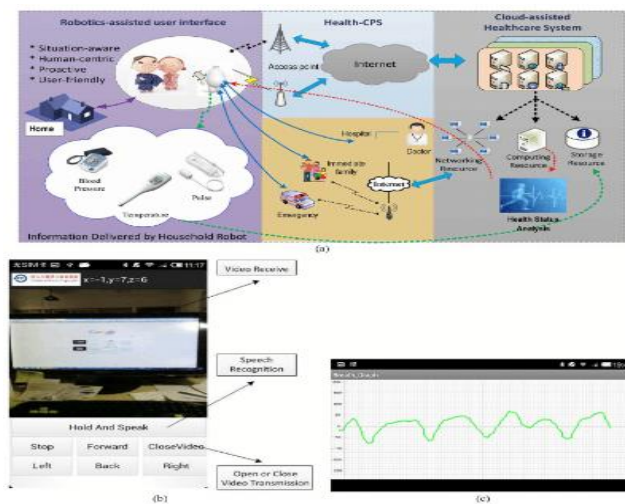 Robotics-assisted user interface
Health-CPS
Cloud-assisted
Healthcare System
* Situation-aware
* Human-centric
* Proactive
* User-friendly
Access point
Internet
Home
Hospital
Doctor
Networking
Resource
Computing
Resource
Storage
Resource
Blood
Pressure
Pulse
Temperature
Immediate
family
Internet
Emergency
Health Status
Analysis
Information Delivered by Household Robot
(a)
11:17
x=-1,y=7,z=6
Video Receive
Speech
Recognition
Hold And Speak
Stop
Forward
CloseVideo
Left
Back
Right
Open or Close
Video Transmission
(b)
(c)